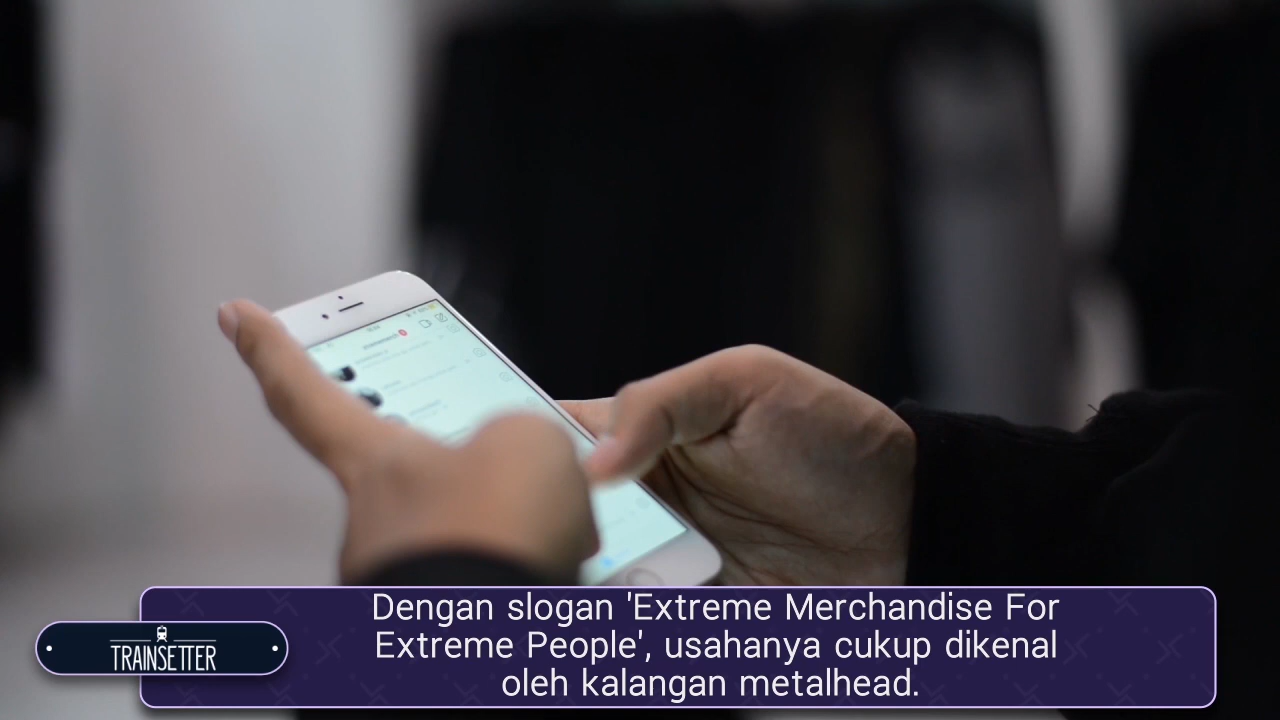 Dengan slogan 'Extreme Merchandise For
Extreme People', usahanya cukup dikenal
oleh kalangan metalhead.
TRAINSETTER